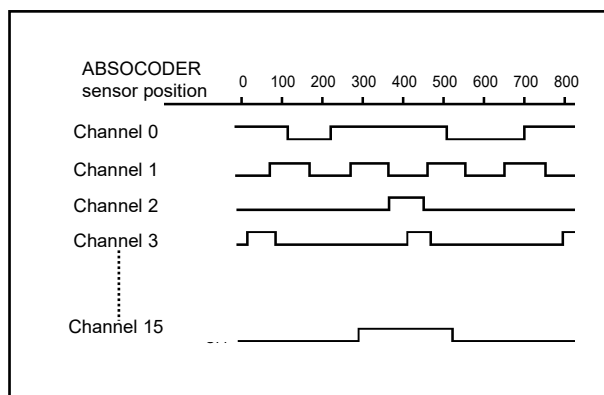 ABSOCODER
sensor position
0 100 200 300 400 500 600 700 800
Channel 0
Channel 1
Channel 2
Channel 3
Channel 15